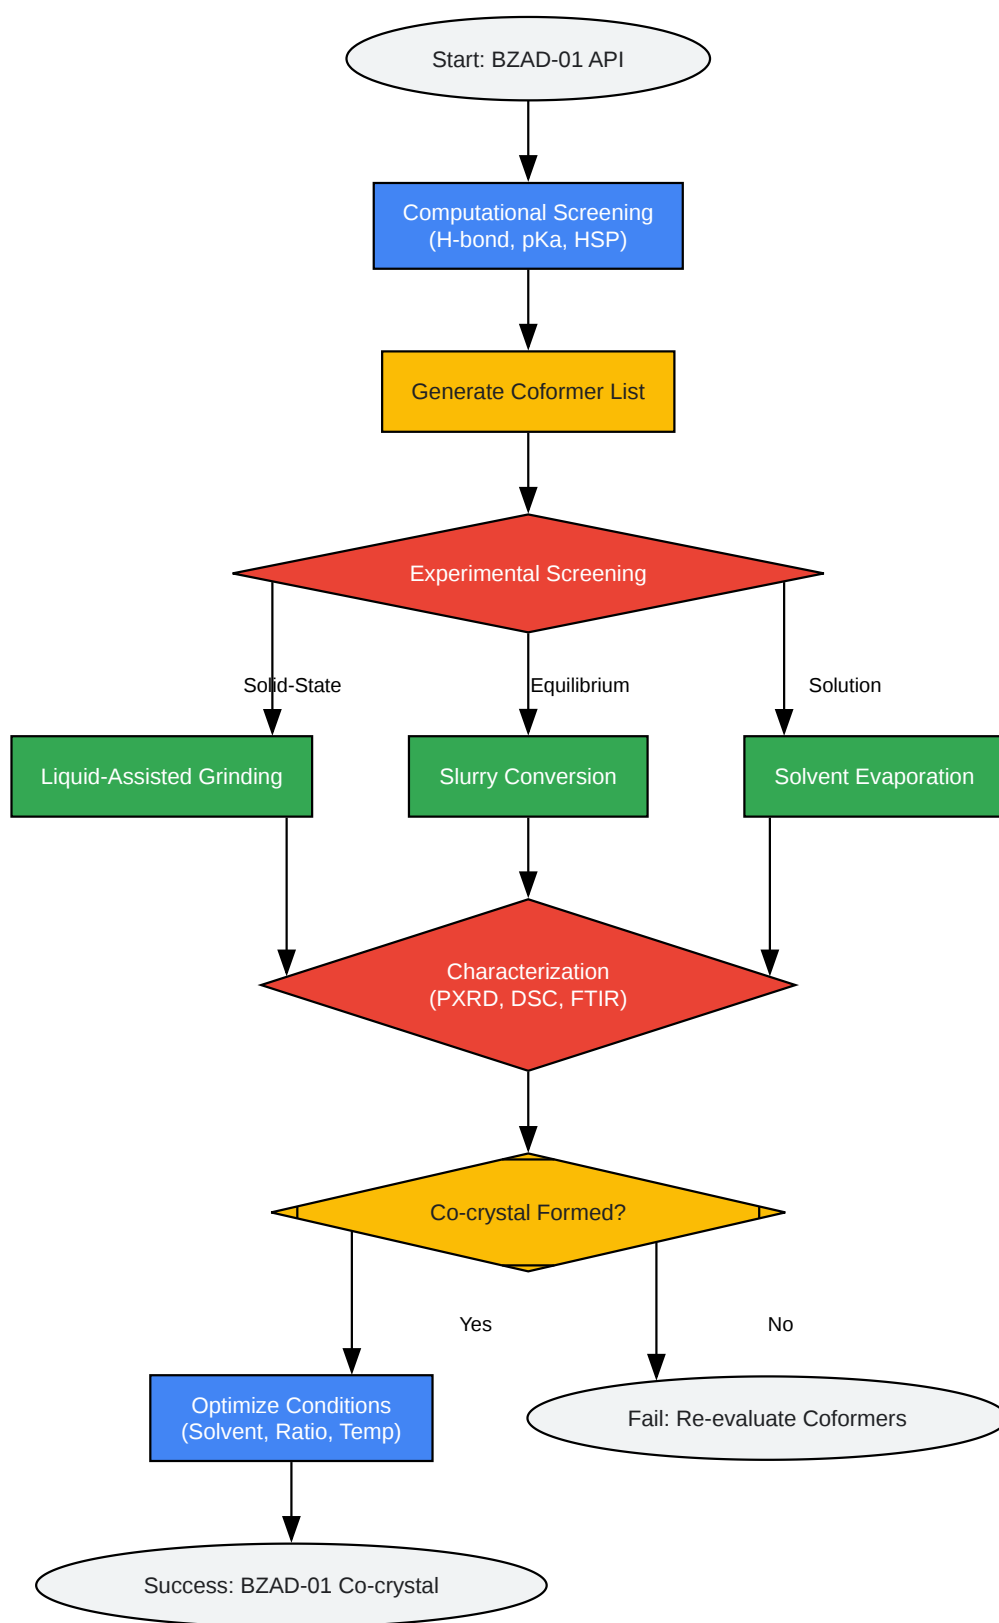 Start: BZAD-01 API
Computational Screening
(H-bond, pKa, HSP)
Generate Coformer List
Experimental Screening
Solid-State
Equilibrium
Solution
Liquid-Assisted Grinding
Slurry Conversion
Solvent Evaporation
Characterization
(PXRD, DSC, FTIR)
Co-crystal Formed?
Yes
No
Optimize Conditions
(Solvent, Ratio, Temp)
Fail: Re-evaluate Coformers
Success: BZAD-01 Co-crystal